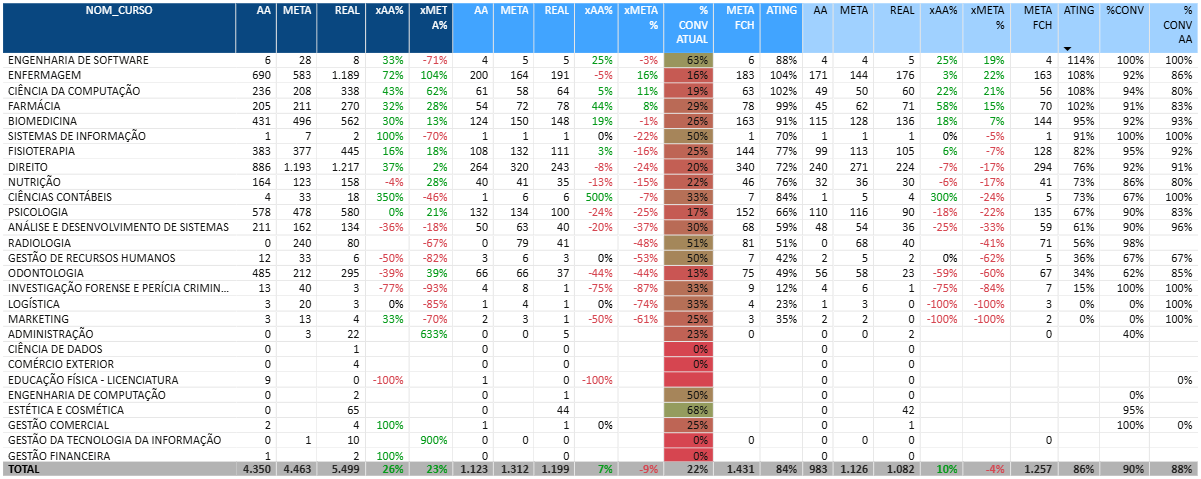 NOM_CURSO AA META REAL xAA% xMETA% AA META REAL xAA% xMETA % % CONV ATUAL META FCH ATING AA META REAL xAA% xMETA % META FCH ATING %CONV % CONV AA
ENGENHARIA DE SOFTWARE 6 28 8 33% -71% 4 5 5 25% -3% 63% 6 88% 4 4 5 25% 19% 4 114% 100% 100%
ENFERMAGEM 690 583 1.189 72% 104% 200 164 191 -5% 16% 16% 183 104% 171 144 176 3% 22% 163 108% 92% 86%
CIÊNCIA DA COMPUTAÇÃO 236 208 338 43% 62% 61 58 64 5% 11% 19% 63 102% 49 50 60 22% 21% 56 108% 94% 80%
FARMÁCIA 205 211 270 32% 28% 54 72 78 44% 8% 29% 78 99% 45 62 71 58% 15% 70 102% 91% 83%
BIOMEDICINA 431 496 562 30% 13% 124 150 148 19% -1% 26% 163 91% 115 128 136 18% 7% 144 95% 92% 93%
SISTEMAS DE INFORMAÇÃO 1 7 2 100% -70% 1 1 1 0% -22% 50% 1 70% 1 1 1 0% -5% 1 91% 100% 100%
FISIOTERAPIA 383 377 445 16% 18% 108 132 111 3% -16% 25% 144 77% 99 113 105 6% -7% 128 82% 95% 92%
DIREITO 886 1.193 1.217 37% 2% 264 320 243 -8% -24% 20% 340 72% 240 271 224 -7% -17% 294 76% 92% 91%
NUTRIÇÃO 164 123 158 -4% 28% 40 41 35 -13% -15% 22% 46 76% 32 36 30 -6% -17% 41 73% 86% 80%
CIÊNCIAS CONTÁBEIS 4 33 18 350% -46% 1 6 6 500% -7% 33% 7 84% 1 5 4 300% -24% 5 73% 67% 100%
PSICOLOGIA 578 478 580 0% 21% 132 134 100 -24% -25% 17% 152 66% 110 116 90 -18% -22% 135 67% 90% 83%
ANÁLISE E DESENVOLVIMENTO DE SISTEMAS 211 162 134 -36% -18% 50 63 40 -20% -37% 30% 68 59% 48 54 36 -25% -33% 59 61% 90% 96%
RADIOLOGIA 0 240 80 -67% 0 79 41 -48% 51% 81 51% 0 68 40 -41% 71 56% 98%
GESTÃO DE RECURSOS HUMANOS 12 33 6 -50% -82% 3 6 3 0% -53% 50% 7 42% 2 5 2 0% -62% 5 36% 67% 67%
ODONTOLOGIA 485 212 295 -39% 39% 66 66 37 -44% -44% 13% 75 49% 56 58 23 -59% -60% 67 34% 62% 85%
INVESTIGAÇÃO FORENSE E PERÍCIA CRIMIN... 13 40 3 -77% -93% 4 8 1 -75% -87% 33% 9 12% 4 6 1 -75% -84% 7 15% 100% 100%
LOGÍSTICA 3 20 3 0% -85% 1 4 1 0% -74% 33% 4 23% 1 3 0 -100% -100% 3 0% 0% 100%
MARKETING 3 13 4 33% -70% 2 3 1 -50% -61% 25% 3 35% 2 2 0 -100% -100% 2 0% 0% 100%
ADMINISTRAÇÃO 0 3 22 633% 0 0 5 23% 0 0 0 2 0 40%
CIÊNCIA DE DADOS 0 1 0 0 0% 0 0
COMÉRCIO EXTERIOR 0 4 0 0 0% 0 0
EDUCAÇÃO FÍSICA - LICENCIATURA 9 0 -100% 1 0 -100% 0 0 0%
ENGENHARIA DE COMPUTAÇÃO 0 2 0 1 50% 0 0 0%
ESTÉTICA E COSMÉTICA 0 65 0 44 68% 0 42 95%
GESTÃO COMERCIAL 2 4 100% 1 1 0% 25% 0 1 100% 0%
GESTÃO DA TECNOLOGIA DA INFORMAÇÃO 0 1 10 900% 0 0 0 0% 0 0 0 0 0
GESTÃO FINANCEIRA 1 2 100% 0 0 0% 0 0
TOTAL 4.350 4.463 5.499 26% 23% 1.123 1.312 1.199 7% -9% 22% 1.431 84% 983 1.126 1.082 10% -4% 1.257 86% 90% 88%